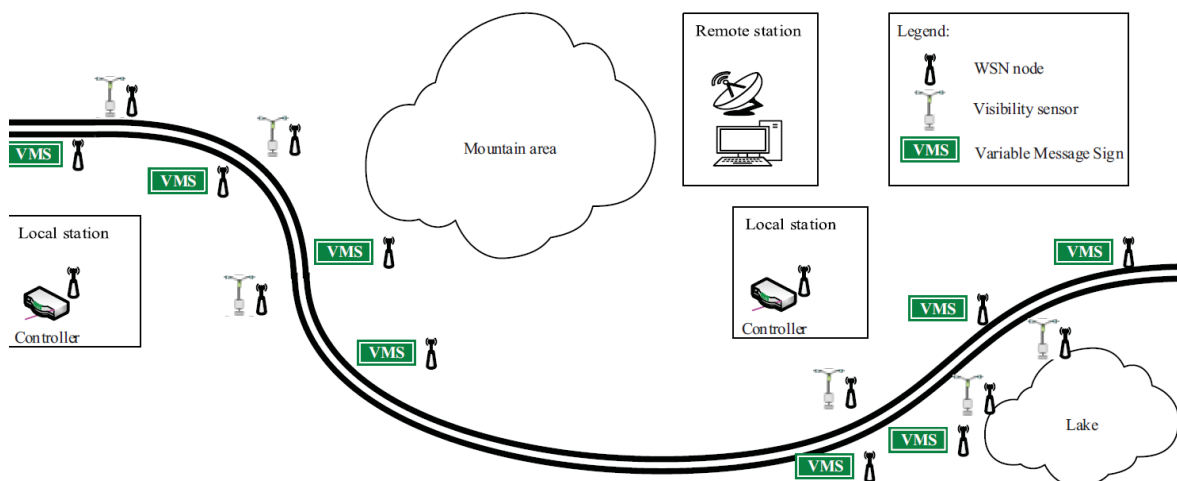 Remote station
Legend:
WSN node
Visibility sensor
VMS
Variable Message Sign
Mountain area
VMS
VMS
Local station
Controller
VMS
VMS
Local station
Controller
VMS
VMS
VMS
VMS
Lake